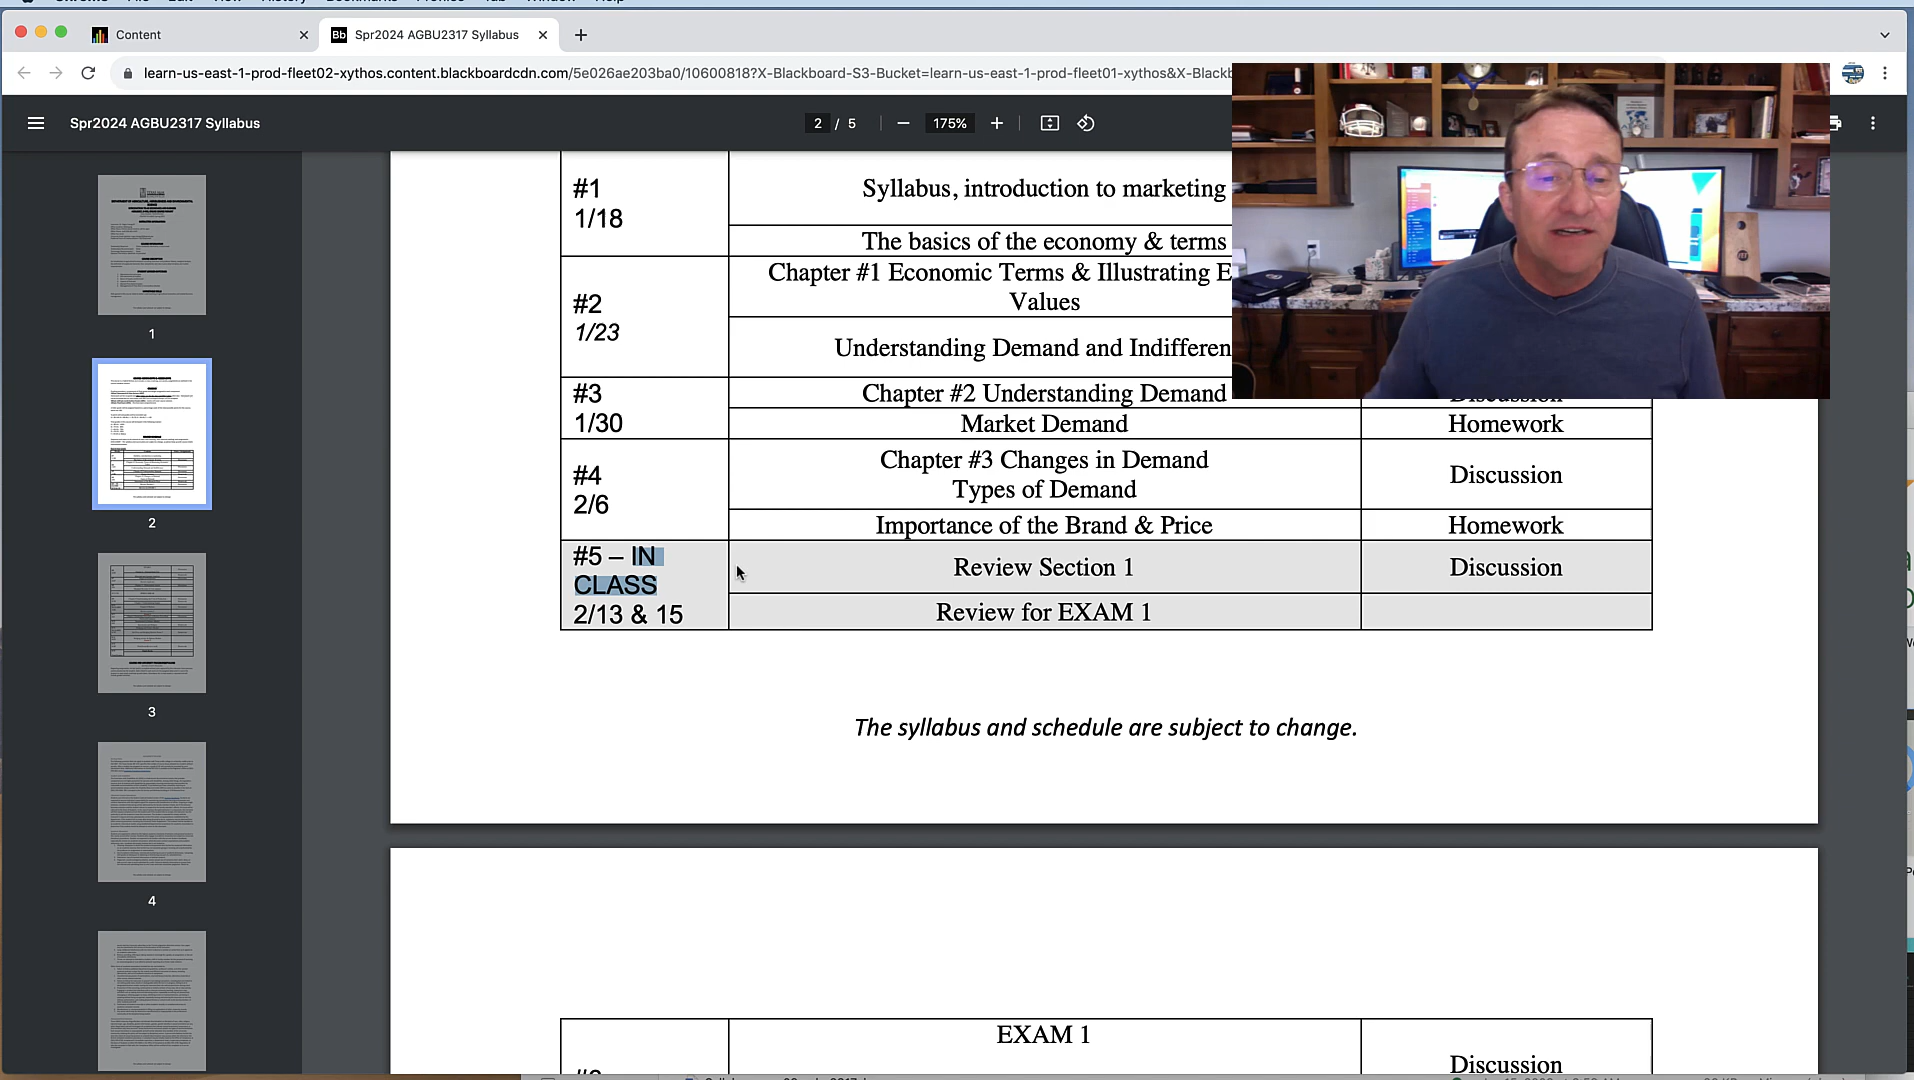 Content
Bb Spr2024 AGBU2317 Syllabus
learn-us-east-1-prod-fleet02-xythos.content.blackboardcdn.com/5e026ae203ba0/10600818?X-Blackboard-S3-Bucket=learn-us-east-1-prod-fleet01-xythos&X-Blackb
Spr2024 AGBU2317 Syllabus
2 / 5
175%
1
2
3
4
#1
1/18
Syllabus, introduction to marketing
The basics of the economy & terms
#2
1/23
Chapter #1 Economic Terms & Illustrating E
Values
Understanding Demand and Indifferen
#3
1/30
Chapter #2 Understanding Demand
Discussion
Market Demand
Homework
#4
2/6
Chapter #3 Changes in Demand
Types of Demand
Discussion
Importance of the Brand & Price
Homework
#5 – IN
CLASS
2/13 & 15
Review Section 1
Discussion
Review for EXAM 1
The syllabus and schedule are subject to change.
EXAM 1
Discussion